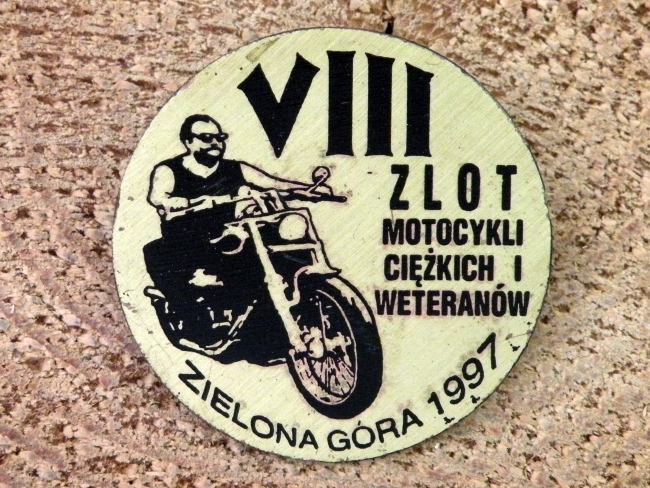 VIII
ZLOT
MOTOCYKLI
CIĘŻKICH I
WETERANÓW
ZIELONA GÓRA 1997